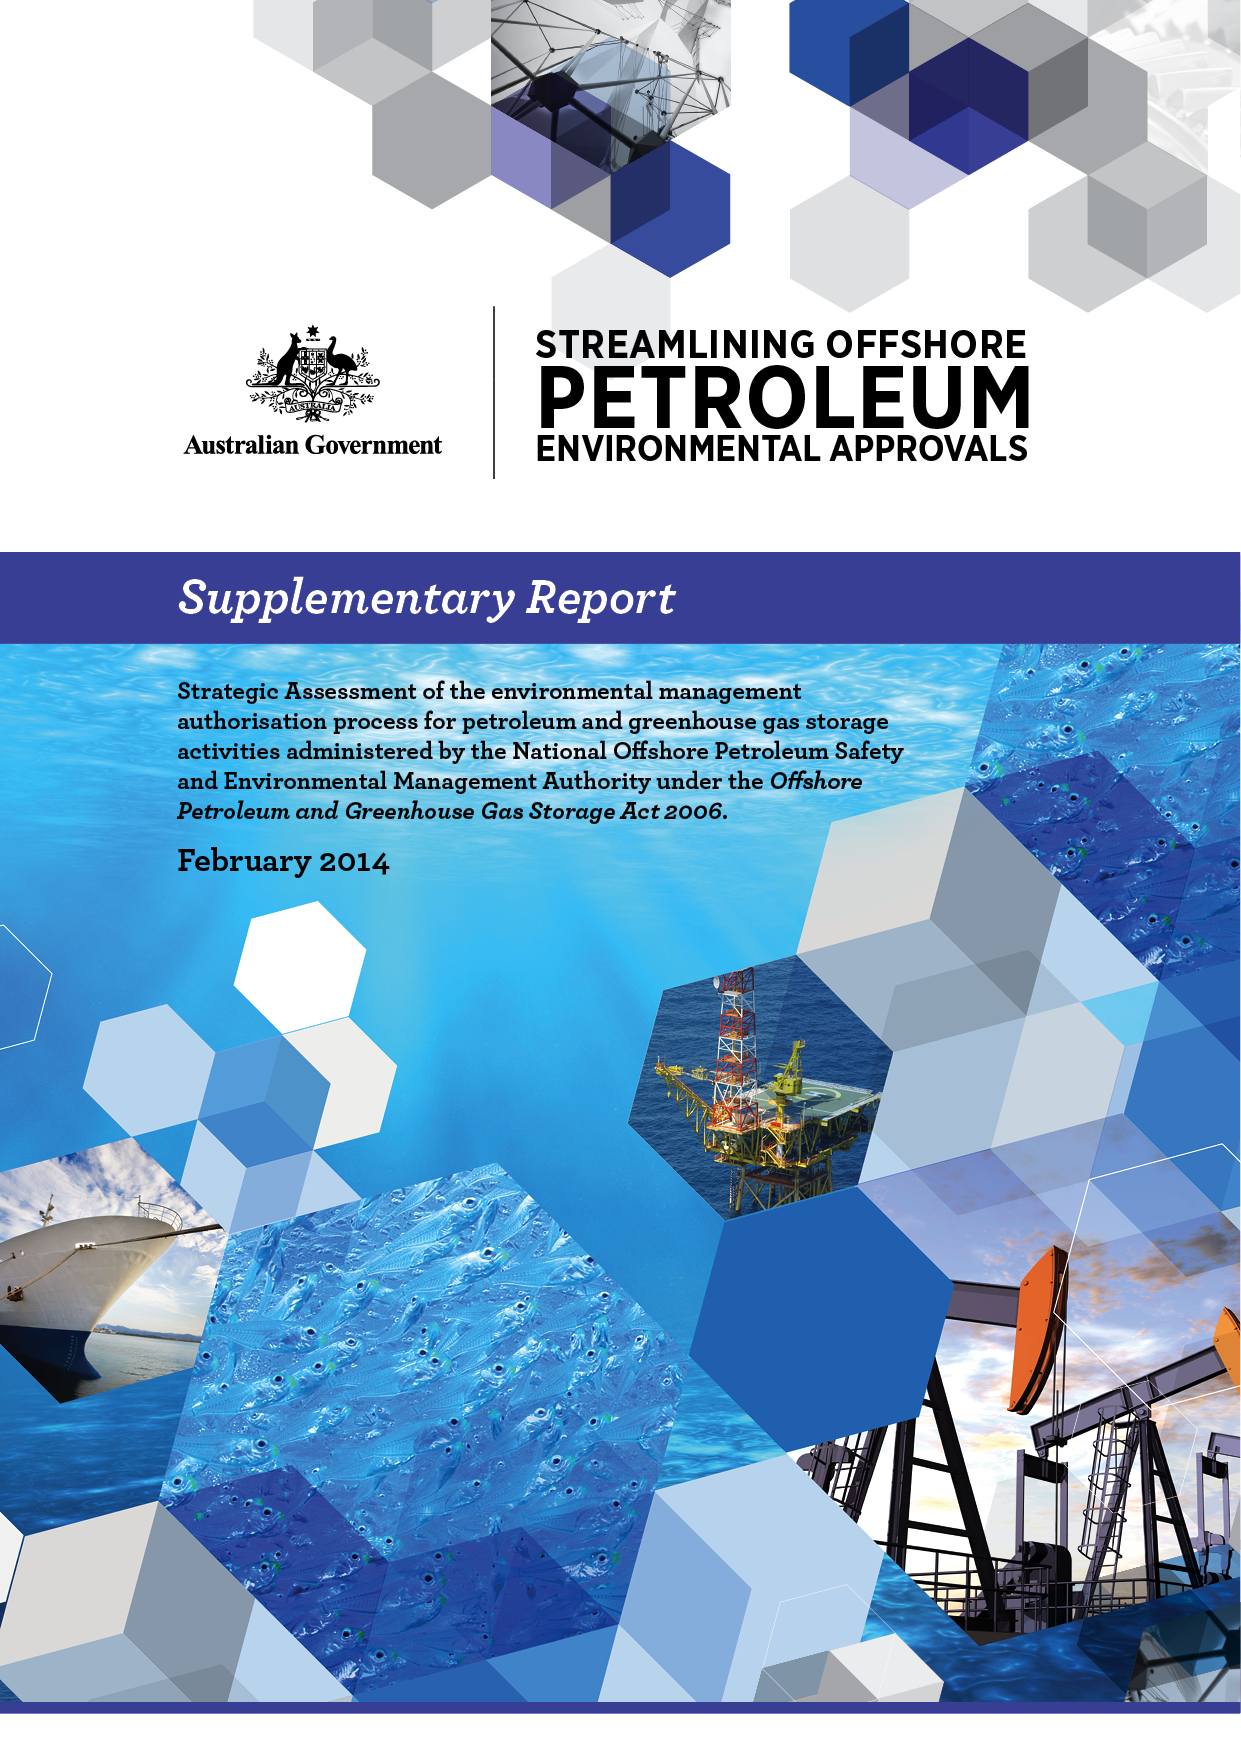 AUSTRALIA
Australian Government
STREAMLINING OFFSHORE
PETROLEUM
ENVIRONMENTAL APPROVALS
Supplementary Report
Strategic Assessment of the environmental management
authorisation process for petroleum and greenhouse gas storage
activities administered by the National Offshore Petroleum Safety
and Environmental Management Authority under the Offshore
Petroleum and Greenhouse Gas Storage Act 2006.
February 2014